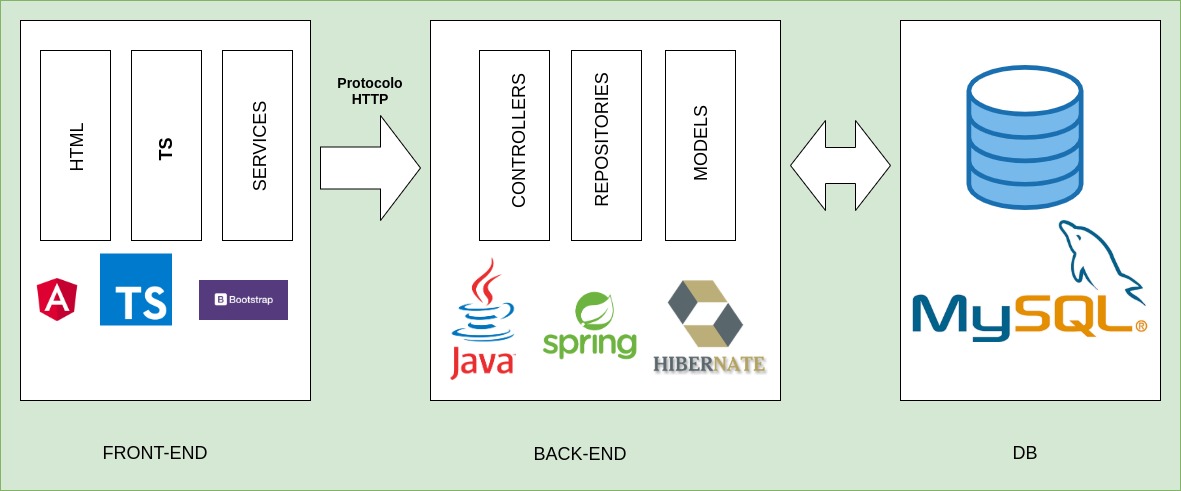 HTML
TS
SERVICES
Protocolo
HTTP
CONTROLLERS
REPOSITORIES
MODELS
A
TS
B Bootstrap
Java
spring
HIBERNATE
MySQL®
FRONT-END
BACK-END
DB